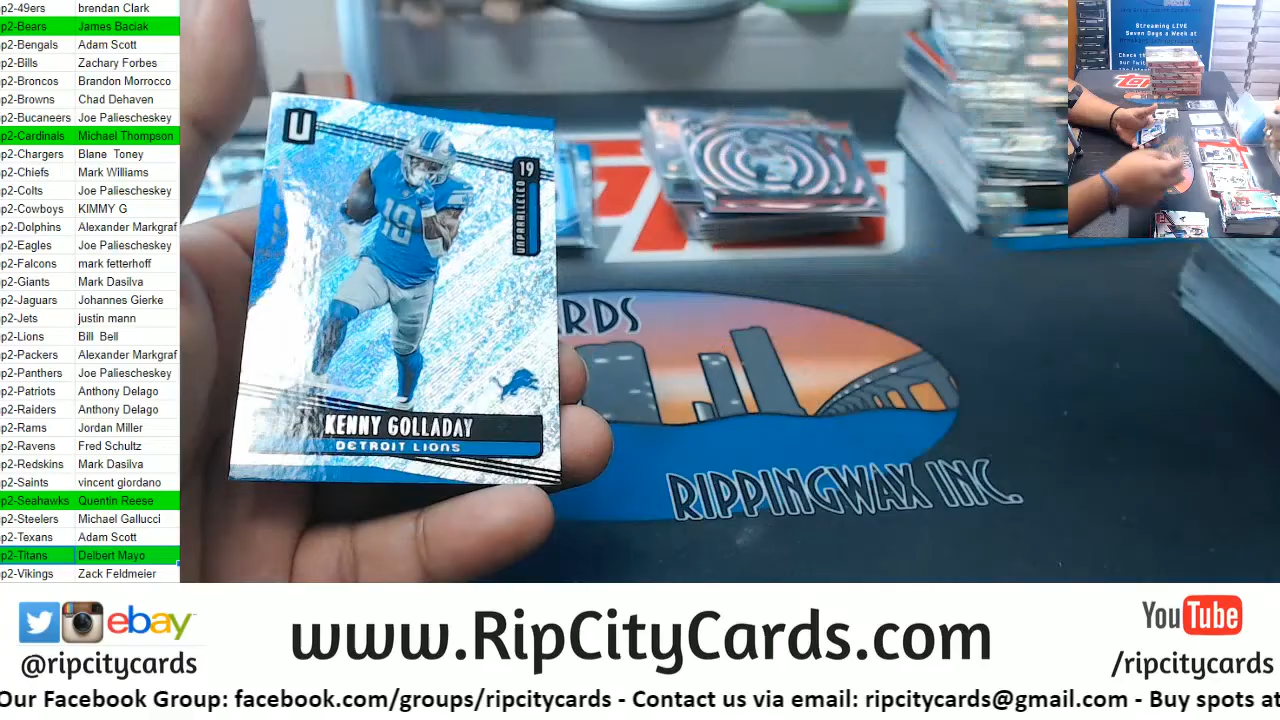 p2-49ers brendan Clark
p2-Bears James Baciak
p2-Bengals Adam Scott
p2-Bills Zachary Forbes
p2-Broncos Brandon Morrocco
p2-Browns Chad Dehaven
p2-Bucaneers Joe Paliescheskey
p2-Cardinals Michael Thompson
p2-Chargers Blane Toney
p2-Chiefs Mark Williams
p2-Colts Joe Paliescheskey
p2-Cowboys KIMMY G
p2-Dolphins Alexander Markgraf
p2-Eagles Joe Paliescheskey
p2-Falcons mark fetterhoff
p2-Giants Mark Dasilva
p2-Jaguars Johannes Gierke
p2-Jets justin mann
p2-Lions Bill Bell
p2-Packers Alexander Markgraf
p2-Panthers Joe Paliescheskey
p2-Patriots Anthony Delago
p2-Raiders Anthony Delago
p2-Rams Jordan Miller
p2-Ravens Fred Schultz
p2-Redskins Mark Dasilva
p2-Saints vincent giordano
p2-Seahawks Quentin Reese
p2-Steelers Michael Gallucci
p2-Texans Adam Scott
p2-Titans Delbert Mayo
p2-Vikings Zack Feldmeier
U
19
UNPARALLELED
19
KENNY GOLLADAY
DETROIT LIONS
ARDS
RIPPINGWAX INC.
Streaming LIVE
Seven Days a Week at
ebay
@ripcitycards
www.RipCityCards.com
YouTube
/ripcitycards
Our Facebook Group: facebook.com/groups/ripcitycards - Contact us via email: ripcitycards@gmail.com - Buy spots at